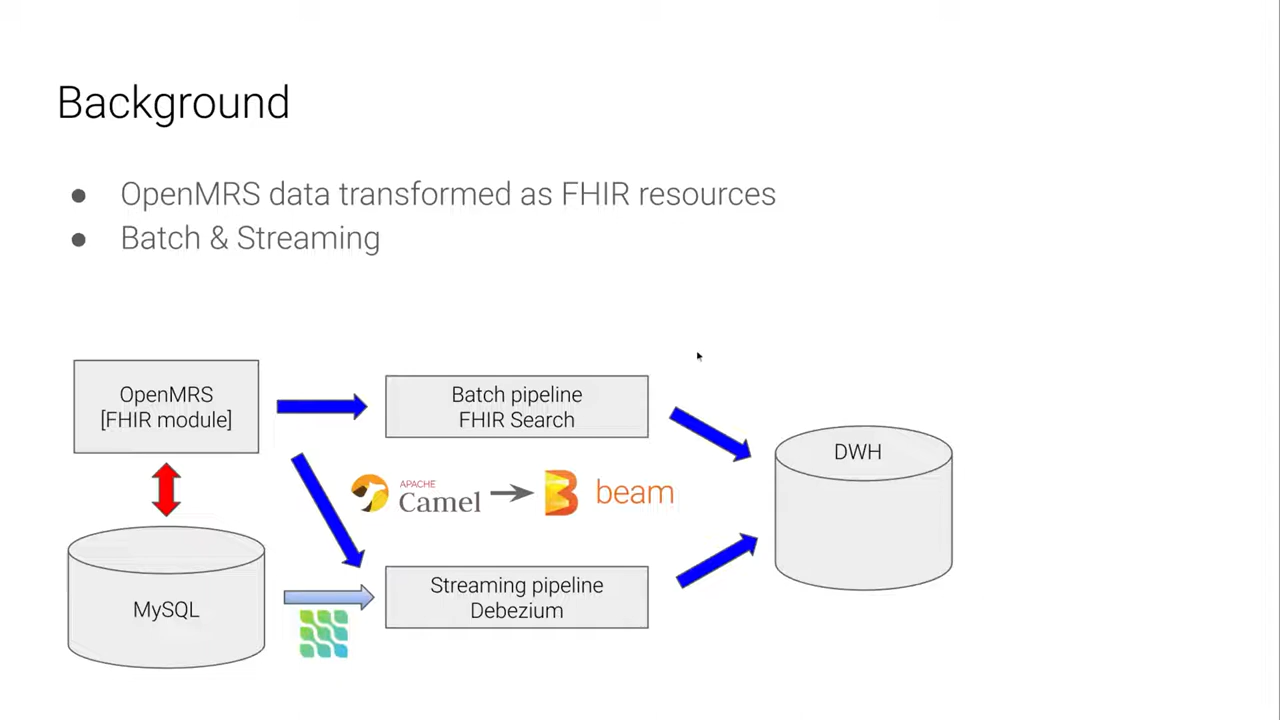 Background
● OpenMRS data transformed as FHIR resources
● Batch & Streaming
OpenMRS
[FHIR module]
Batch pipeline
FHIR Search
DWH
APACHE
Camel
beam
MySQL
Streaming pipeline
Debezium